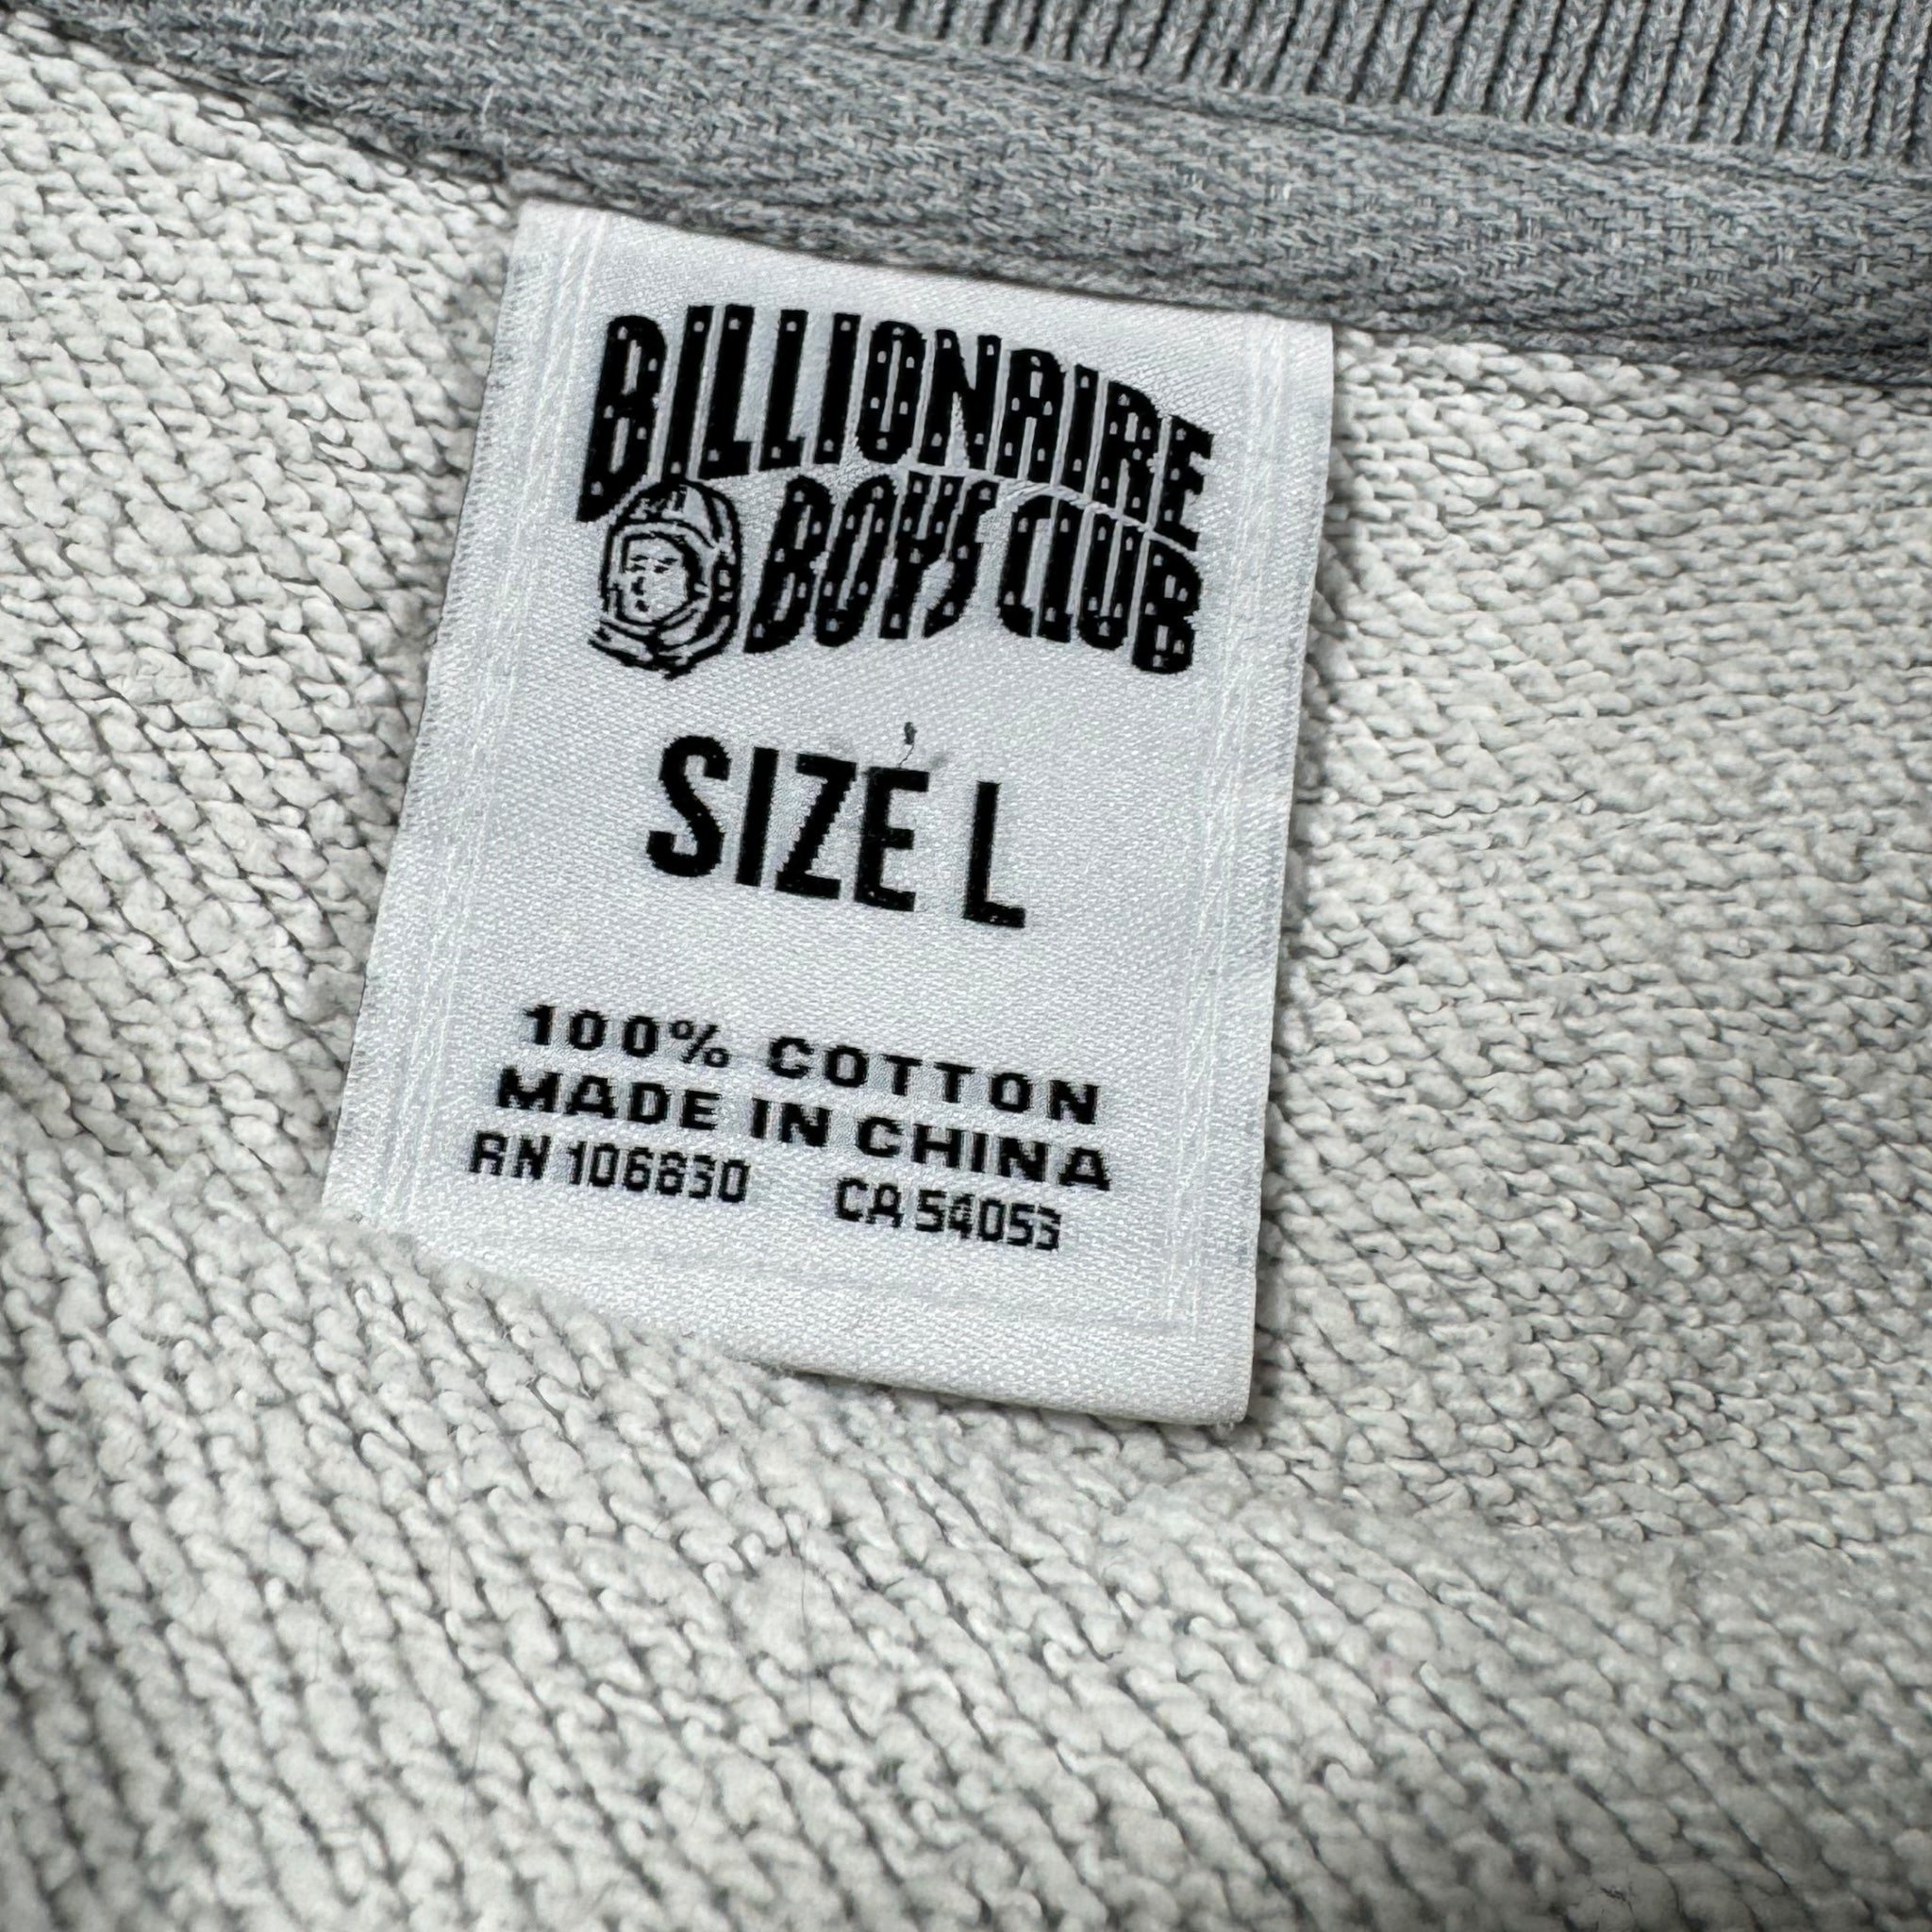 BILLIONAIRE
BOYS CLUB
SIZE L
100% COTTON
MADE IN CHINA
RN 106830 CA 54053